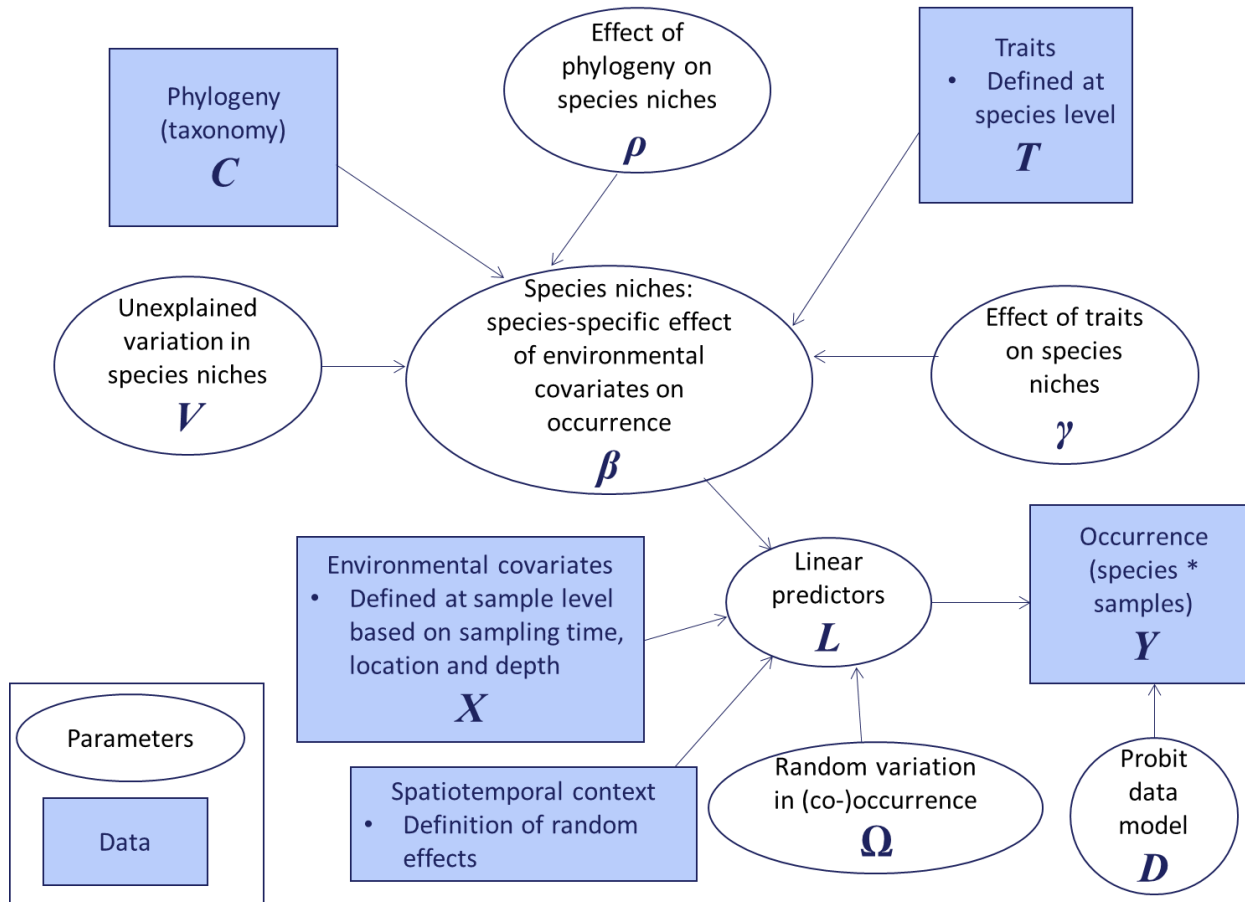 Phylogeny
(taxonomy)
C
Effect of
phylogeny on
species niches
ρ
Traits
• Defined at
species level
T
Unexplained
variation in
species niches
V
Species niches:
species-specific effect
of environmental
covariates on
occurrence
β
Effect of traits
on species
niches
γ
Environmental covariates
• Defined at sample level
based on sampling time,
location and depth
X
Linear
predictors
L
Occurrence
(species *
samples)
Y
Parameters
Data
Spatiotemporal context
• Definition of random
effects
Random variation
in (co-)occurrence
Ω
Probit
data
model
D